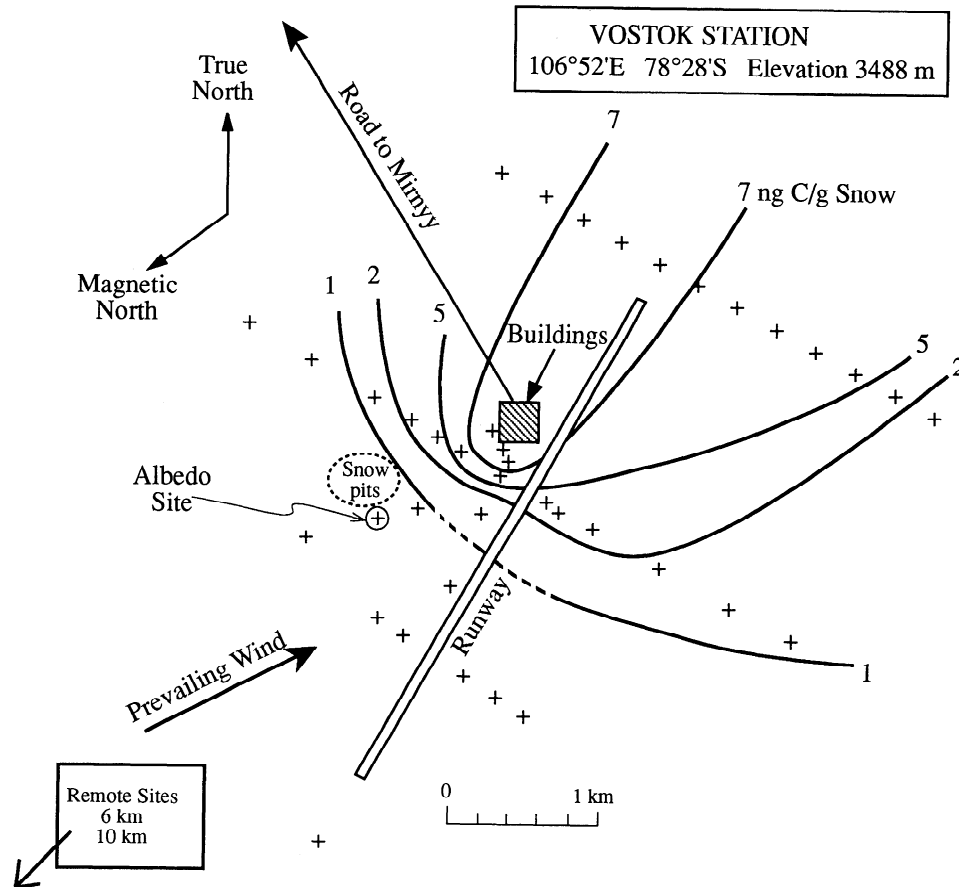 VOSTOK STATION
106°52'E 78°28'S Elevation 3488 m
True
North
Magnetic
North
Road to Mirnyy
7
7 ng C/g Snow
1
2
5
Buildings
5
2
Snow
pits
Albedo
Site
Runway
1
Prevailing Wind
Remote Sites
6 km
10 km
0 1 km